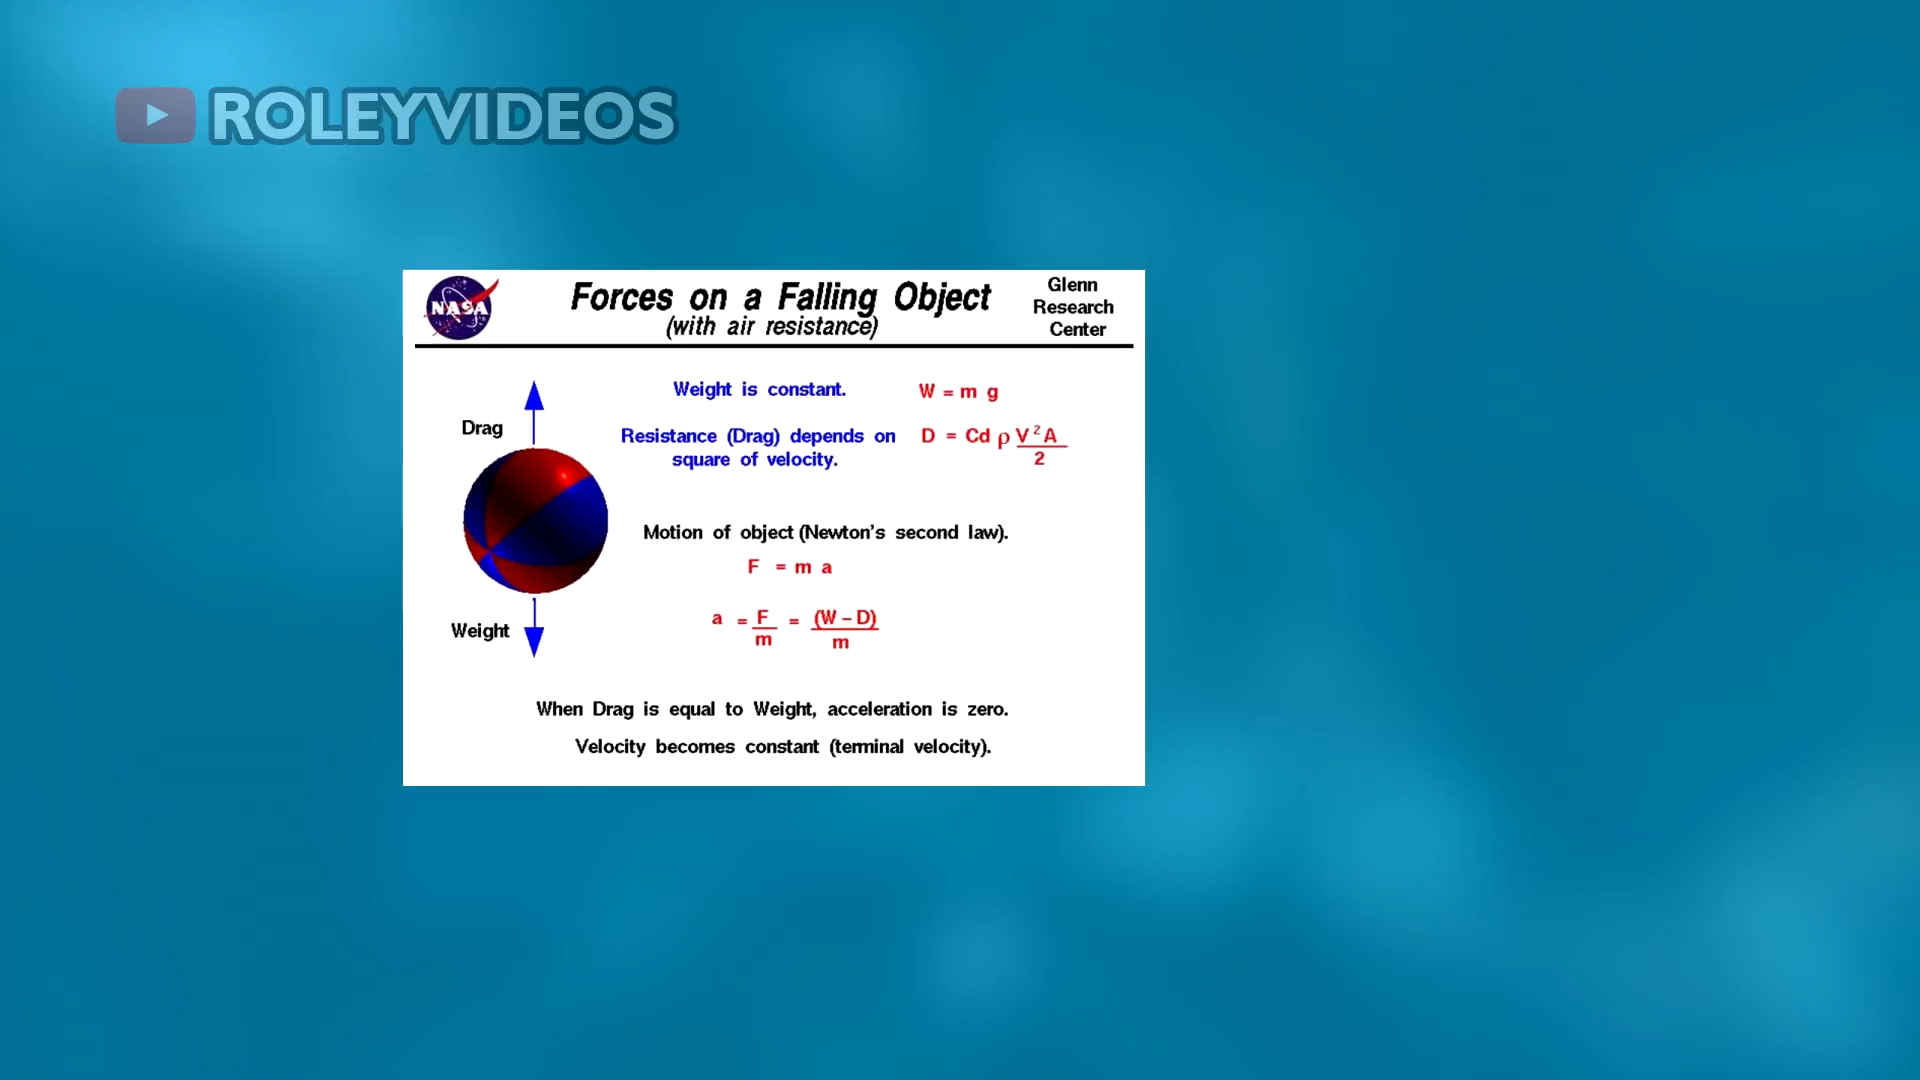 ROLEYVIDEOS
NASA
Forces on a Falling Object
(with air resistance)
Glenn
Research
Center
Weight is constant. W = m g
Drag
Resistance (Drag) depends on
square of velocity.
D = Cd ρ V² A
2
Motion of object (Newton's second law).
F = m a
a = F = (W – D)
m m
Weight
When Drag is equal to Weight, acceleration is zero.
Velocity becomes constant (terminal velocity).